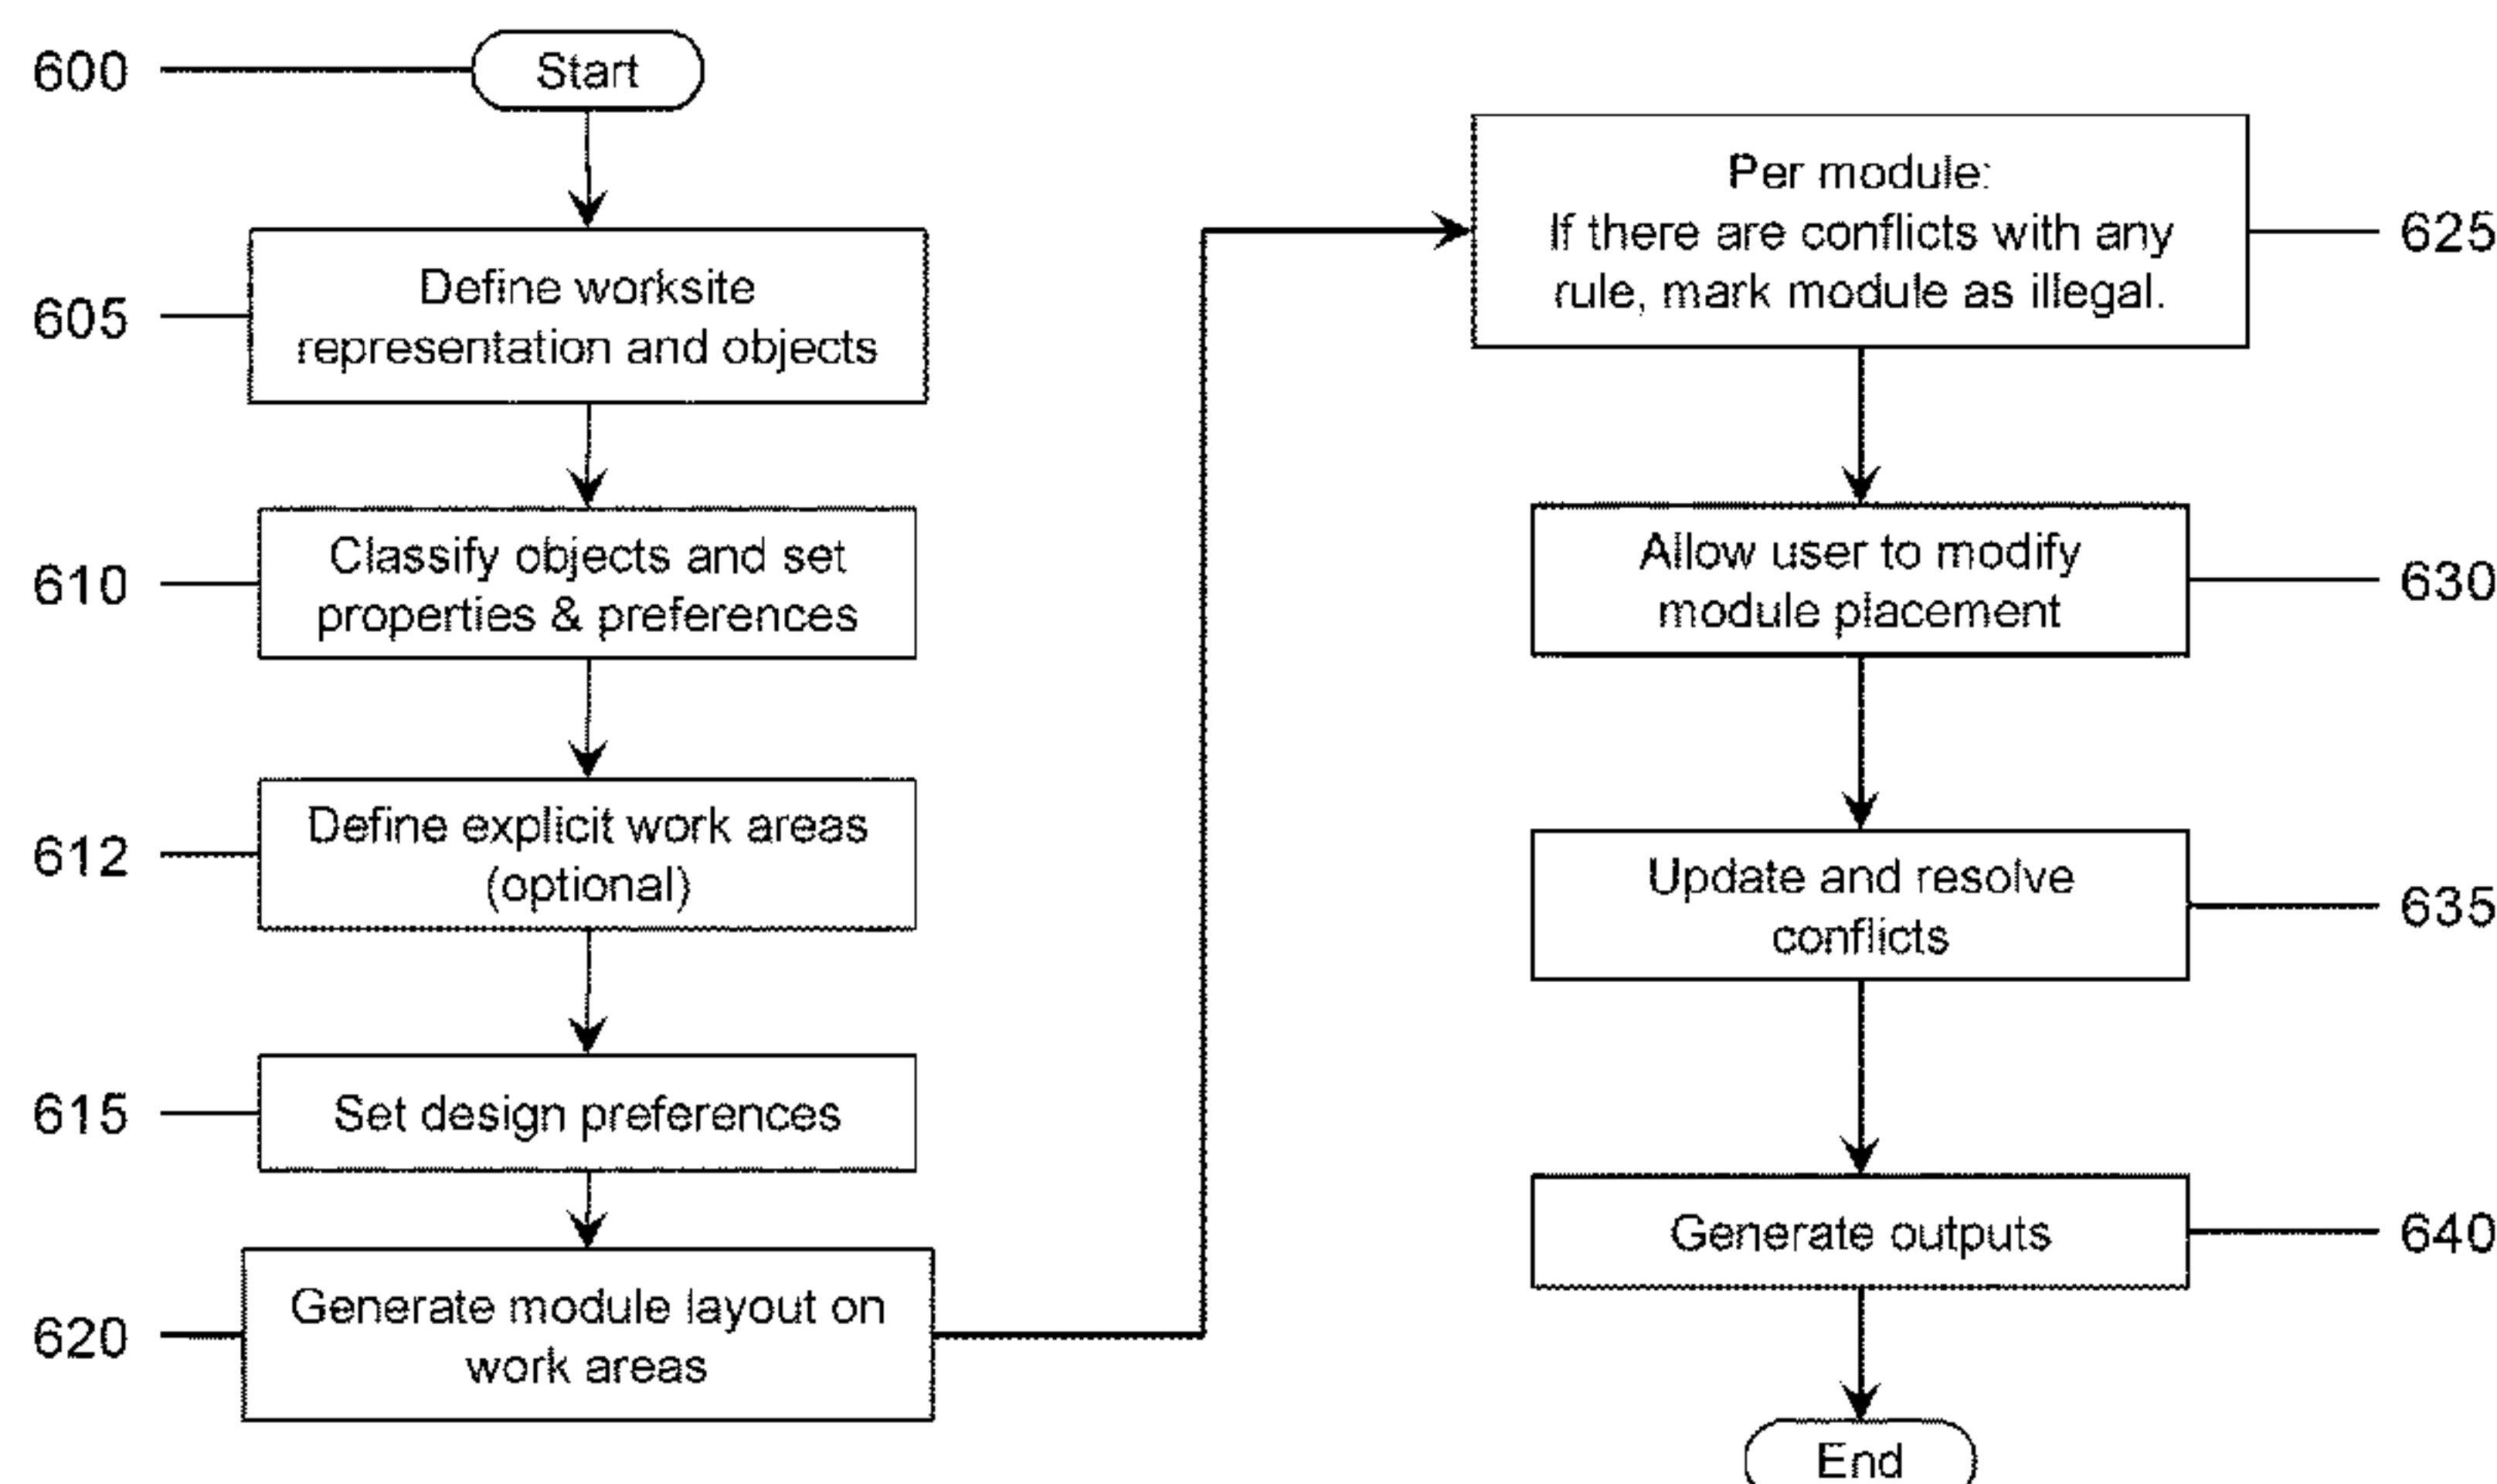 600
Start
605
Define worksite
representation and objects
610
Classify objects and set
properties & preferences
612
Define explicit work areas
(optional)
615
Set design preferences
620
Generate module layout on
work areas
Per module:
If there are conflicts with any
rule, mark module as illegal.
625
Allow user to modify
module placement
630
Update and resolve
conflicts
635
Generate outputs
640
End